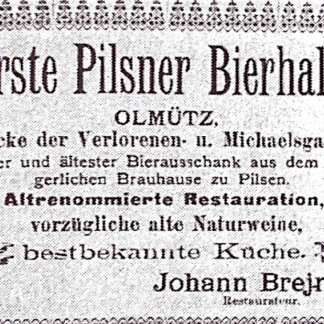 rste Pilsner Bierhal
OLMÜTZ,
cke der Verlorenen- u. Michaelsga
er und ältester Bierausschank aus dem
gerlichen Brauhause zu Pilsen.
Altrenommierte Restauration,
vorzügliche alte Naturweine,
bestbekannte Küche.
Johann Brejn
Restaurateur.